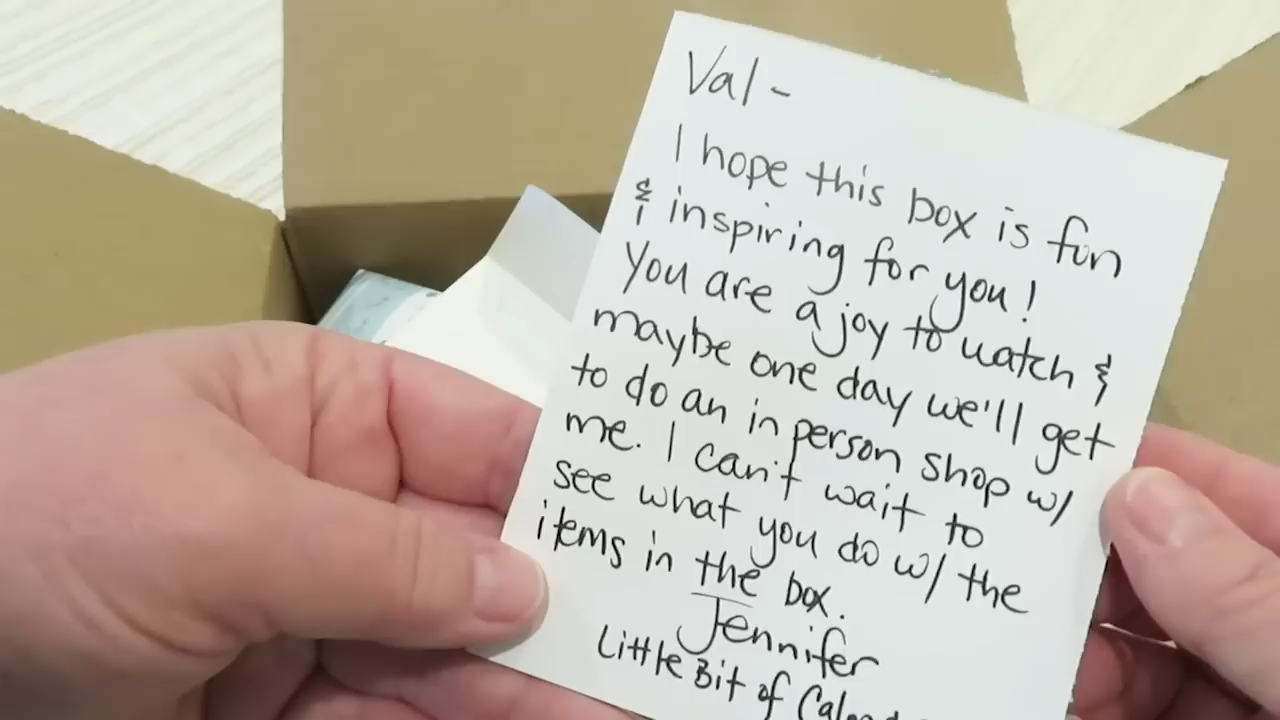 Val -
I hope this box is fun
& inspiring for you!
You are a joy to watch &
maybe one day we'll get
to do an in person shop w/
me. I can't wait to
see what you do w/ the
items in the box.
Jennifer
Little Bit of